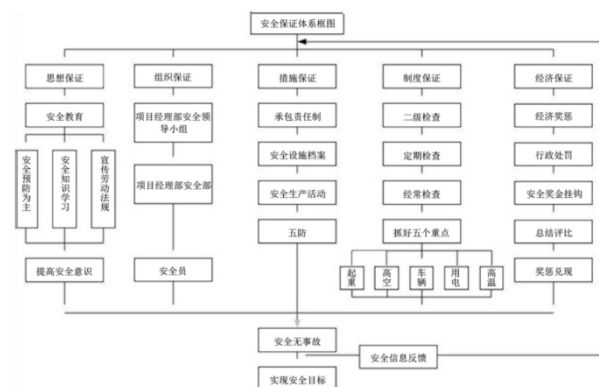 安全保证体系框图
思想保证
组织保证
措施保证
制度保证
经济保证
安全教育
项目经理部安全领
导小组
承包责任制
二级检查
经济奖惩
安全预防为主
安全知识学习
宣传劳动法规
项目经理部安全部
安全设施档案
定期检查
行政处罚
安全生产活动
经常检查
安全奖金挂钩
五防
抓好五个重点
总结评比
提高安全意识
安全员
起重
高空
车辆
用电
高温
奖惩兑现
安全无事故
安全信息反馈
实现安全目标